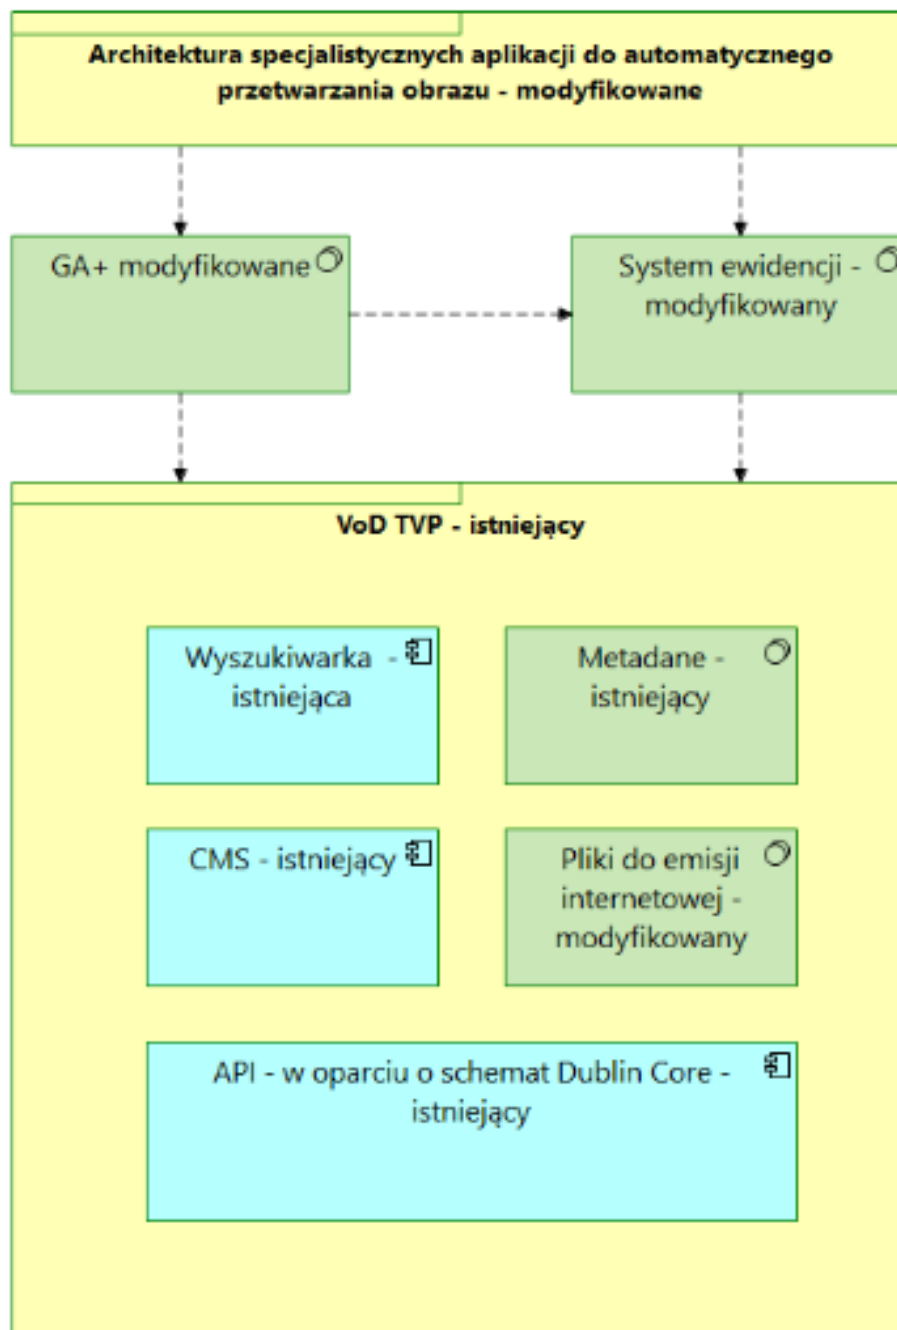 Architektura specjalistycznych aplikacji do automatycznego
przetwarzania obrazu - modyfikowane
GA+ modyfikowane
System ewidencji -
modyfikowany
VoD TVP - istniejący
Wyszukiwarka  -
istniejąca
Metadane -
istniejący
CMS - istniejący
Pliki do emisji
internetowej -
modyfikowany
API - w oparciu o schemat Dublin Core -
istniejący